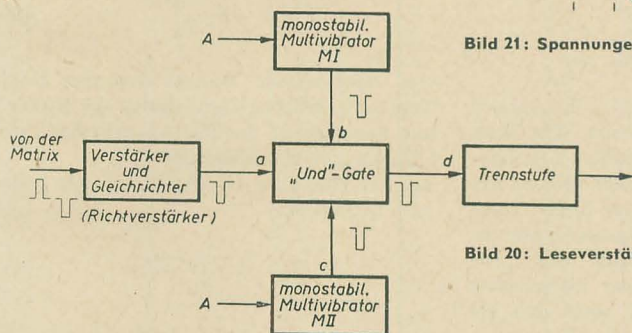 monostabil.
Multivibrator
MI
A
Bild 21: Spannunge
b
von der
Matrix
Verstärker
und
Gleichrichter
(Richtverstärker)
a
„Und"-Gate
d
Trennstufe
c
Bild 20: Leseverstä
monostabil.
Multivibrator
MII
A